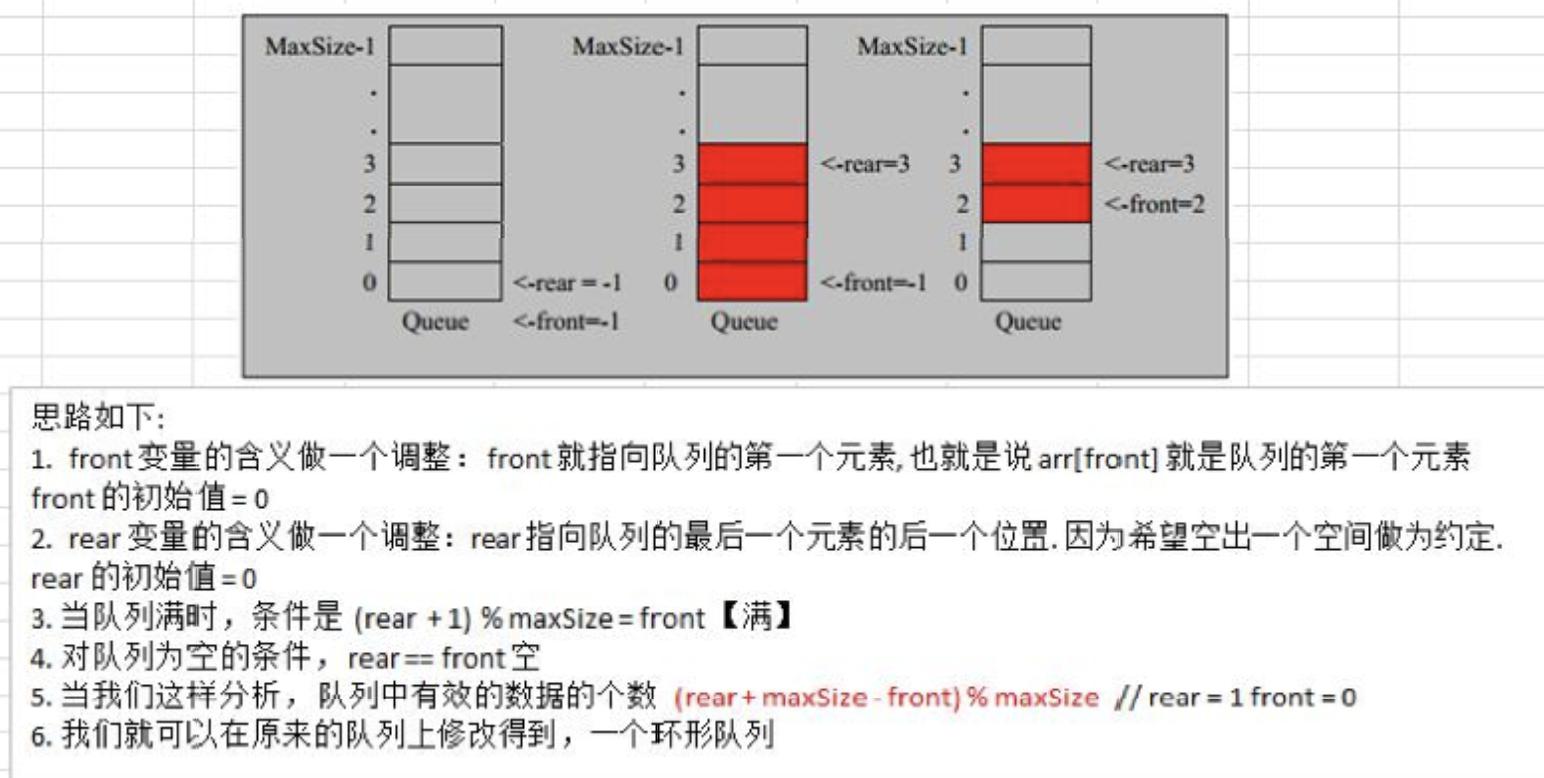 MaxSize-1 MaxSize-1 MaxSize-1
. . .
. . .
3 3 <-rear=3 3 <-rear=3
2 2 2 <-front=2
1 1 1
0 <-rear = -1 0 <-front=-1 0
Queue <-front=-1 Queue Queue
思路如下:
1. front 变量的含义做一个调整： front 就指向队列的第一个元素, 也就是说 arr[front] 就是队列的第一个元素
front 的初始值 = 0
2. rear 变量的含义做一个调整：rear 指向队列的最后一个元素的后一个位置. 因为希望空出一个空间做为约定.
rear 的初始值 = 0
3. 当队列满时，条件是 (rear + 1) % maxSize = front 【满】
4. 对队列为空的条件， rear == front 空
5. 当我们这样分析， 队列中有效的数据的个数 (rear + maxSize - front) % maxSize // rear = 1 front = 0
6. 我们就可以在原来的队列上修改得到，一个环形队列